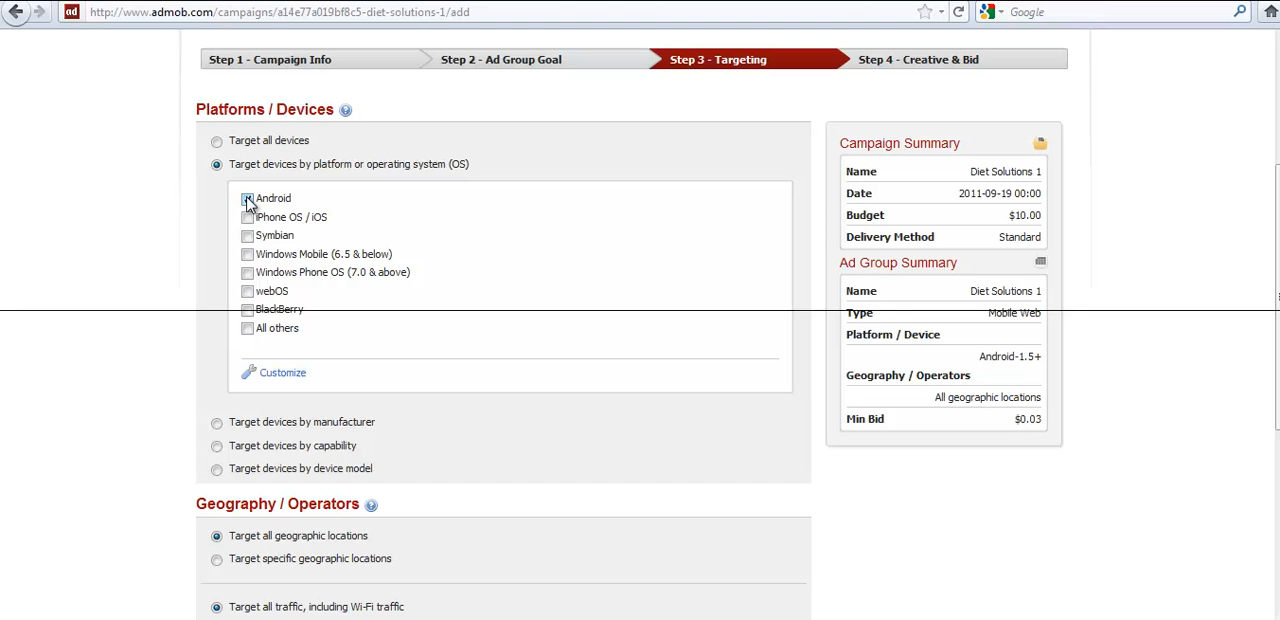 http://www.admob.com/campaigns/a14e77a019bf8c5-diet-solutions-1/add
Google
Step 1 - Campaign Info
Step 2 - Ad Group Goal
Step 3 - Targeting
Step 4 - Creative & Bid
Platforms / Devices
Target all devices
Target devices by platform or operating system (OS)
Android
iPhone OS / iOS
Symbian
Windows Mobile (6.5 & below)
Windows Phone OS (7.0 & above)
webOS
BlackBerry
All others
Customize
Target devices by manufacturer
Target devices by capability
Target devices by device model
Geography / Operators
Target all geographic locations
Target specific geographic locations
Target all traffic, including Wi-Fi traffic
Campaign Summary
Name Diet Solutions 1
Date 2011-09-19 00:00
Budget $10.00
Delivery Method Standard
Ad Group Summary
Name Diet Solutions 1
Type Mobile Web
Platform / Device
Android-1.5+
Geography / Operators
All geographic locations
Min Bid $0.03